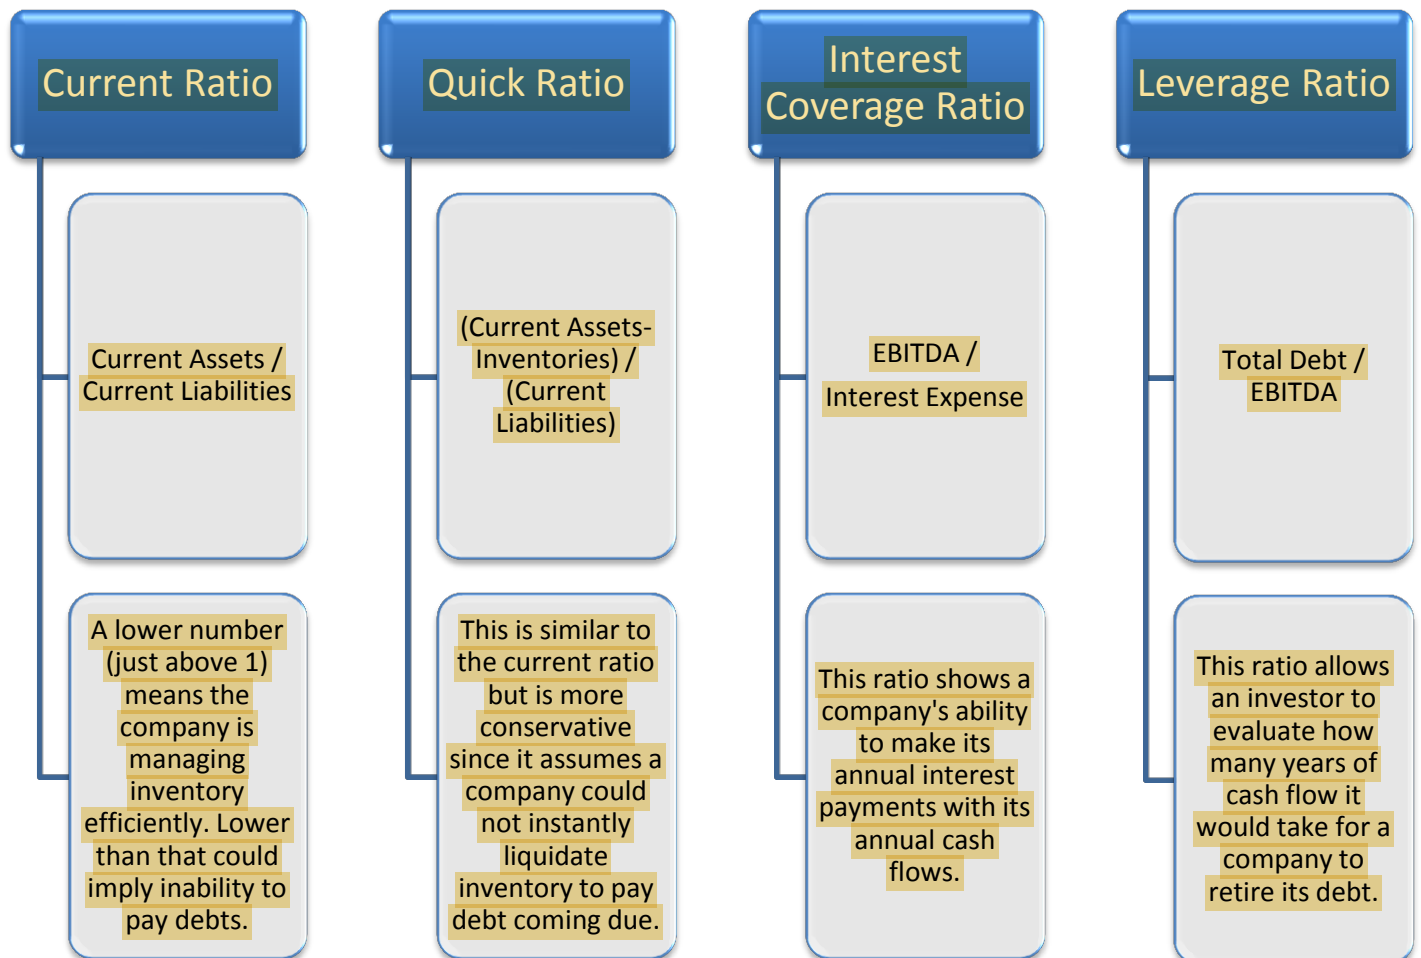 Current Ratio
Current Assets /
Current Liabilities
A lower number
(just above 1)
means the
company is
managing
inventory
efficiently. Lower
than that could
imply inability to
pay debts.
Quick Ratio
(Current Assets-
Inventories) /
(Current
Liabilities)
This is similar to
the current ratio
but is more
conservative
since it assumes a
company could
not instantly
liquidate
inventory to pay
debt coming due.
Interest
Coverage Ratio
EBITDA /
Interest Expense
This ratio shows a
company's ability
to make its
annual interest
payments with its
annual cash
flows.
Leverage Ratio
Total Debt /
EBITDA
This ratio allows
an investor to
evaluate how
many years of
cash flow it
would take for a
company to
retire its debt.